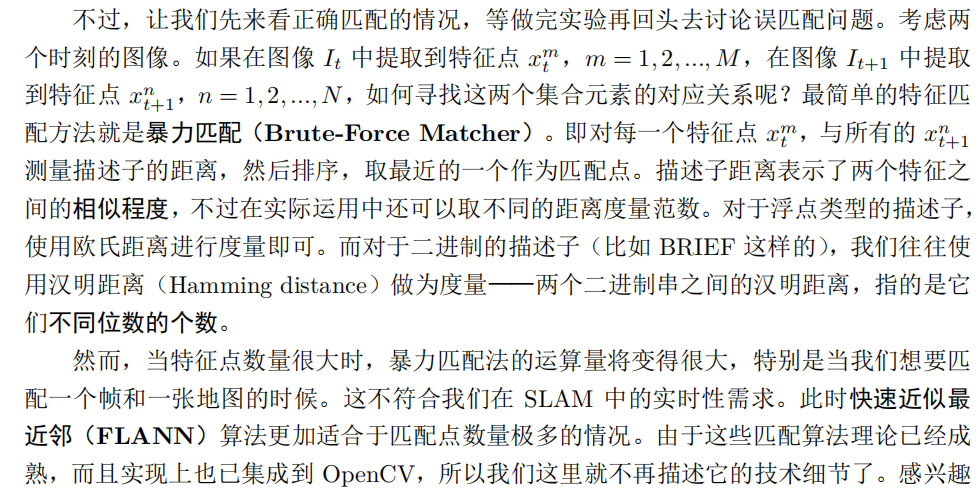 不过，让我们先来看正确匹配的情况，等做完实验再回头去讨论误匹配问题。考虑两
个时刻的图像。如果在图像 I_t 中提取到特征点 x_t^m，m = 1, 2, ..., M，在图像 I_{t+1} 中提取
到特征点 x_{t+1}^n，n = 1, 2, ..., N，如何寻找这两个集合元素的对应关系呢？最简单的特征匹
配方法就是暴力匹配（Brute-Force Matcher）。即对每一个特征点 x_t^m，与所有的 x_{t+1}^n
测量描述子的距离，然后排序，取最近的一个作为匹配点。描述子距离表示了两个特征之
间的相似程度，不过在实际运用中还可以取不同的距离度量范数。对于浮点类型的描述子，
使用欧氏距离进行度量即可。而对于二进制的描述子（比如 BRIEF 这样的），我们往往使
用汉明距离（Hamming distance）做为度量——两个二进制串之间的汉明距离，指的是它
们不同位数的个数。
然而，当特征点数量很大时，暴力匹配法的运算量将变得很大，特别是当我们想要匹
配一个帧和一张地图的时候。这不符合我们在 SLAM 中的实时性需求。此时快速近似最
近邻（FLANN）算法更加适合于匹配点数量极多的情况。由于这些匹配算法理论已经成
熟，而且实现上也已集成到 OpenCV，所以我们这里就不再描述它的技术细节了。感兴趣